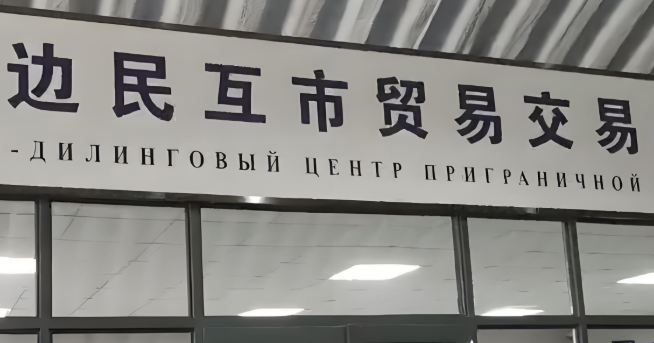 边民互市贸易交易
-ДИЛИНГОВЫЙ ЦЕНТР ПРИГРАНИЧНОЙ